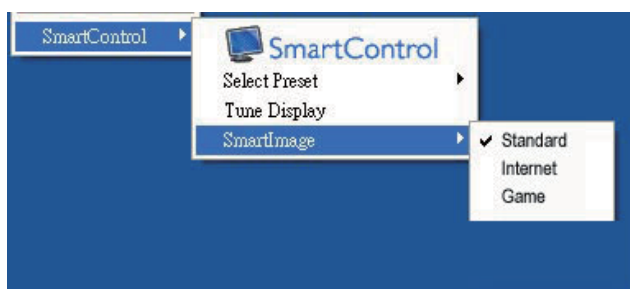 SmartControl
SmartControl
Select Preset
Tune Display
SmartImage
Standard
Internet
Game